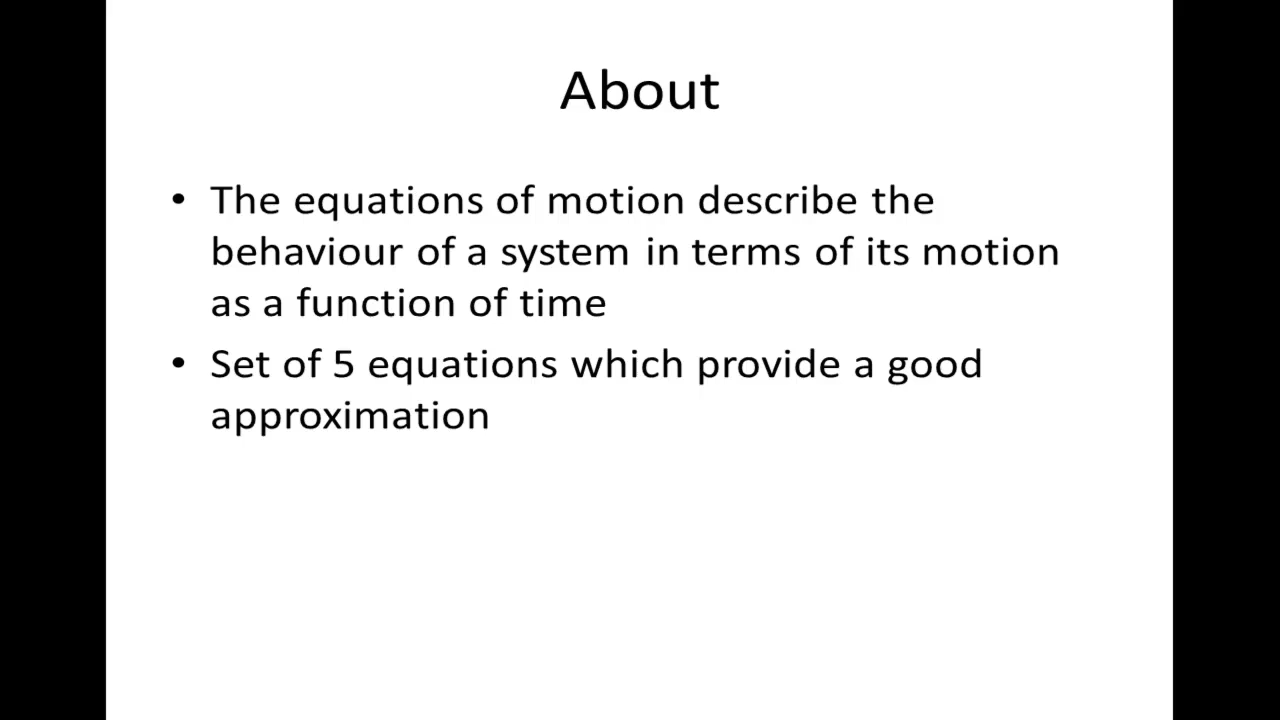 About
• The equations of motion describe the
behaviour of a system in terms of its motion
as a function of time
• Set of 5 equations which provide a good
approximation